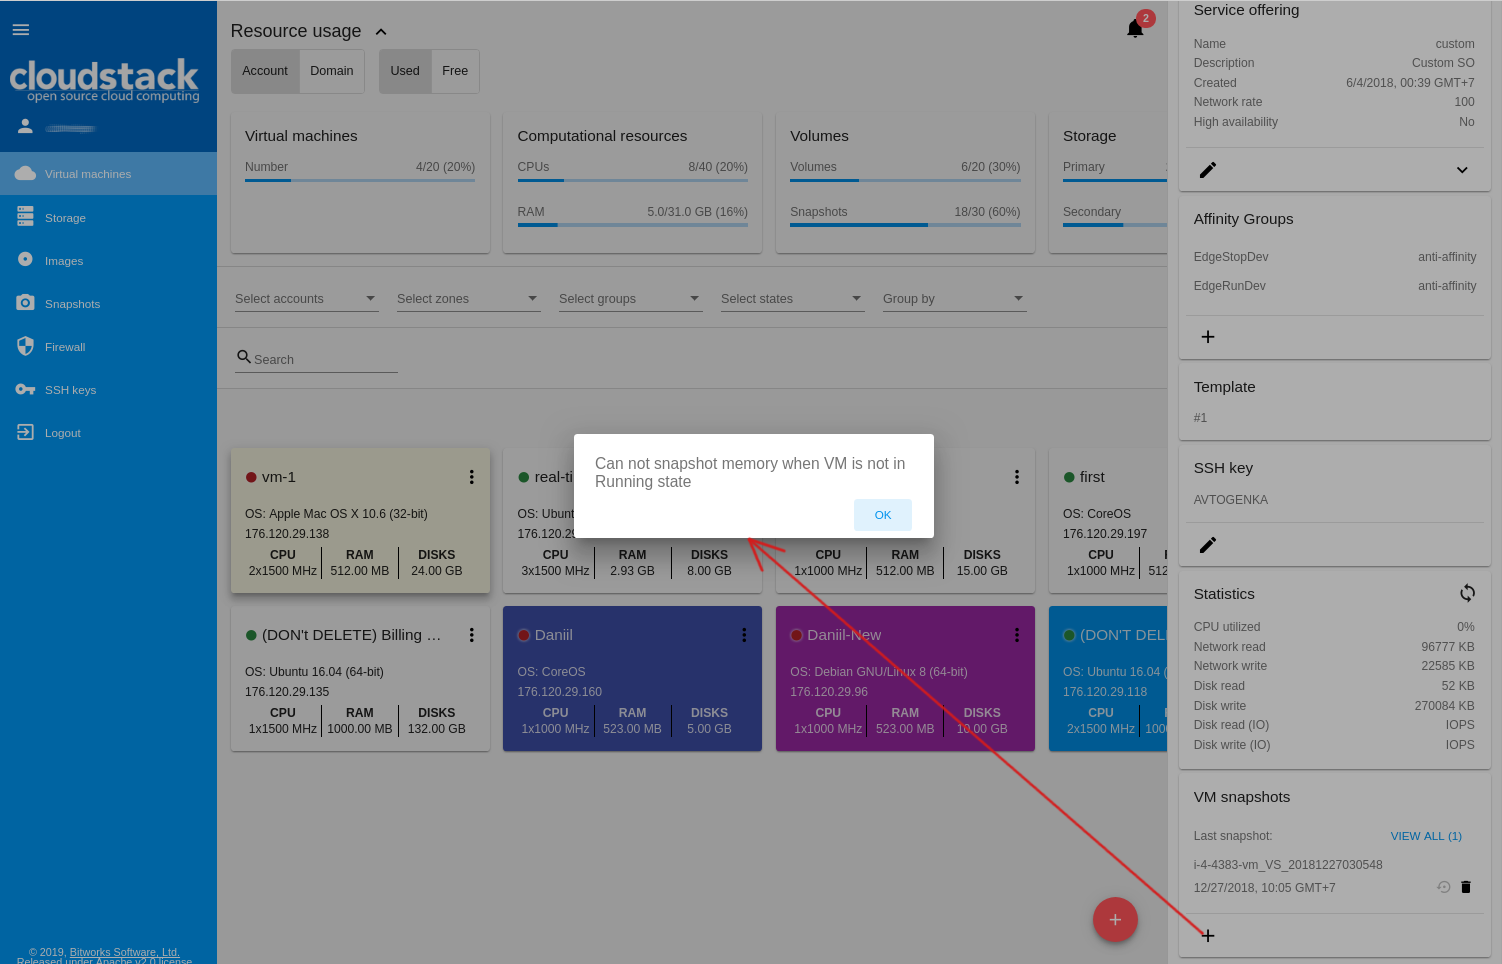 cloudstack
open source cloud computing
Virtual machines
Storage
Images
Snapshots
Firewall
SSH keys
Logout
© 2019, Bitworks Software, Ltd.
Released under Apache v2.0 license
Resource usage
2
Account Domain Used Free
Virtual machines
Number 4/20 (20%)
Computational resources
CPUs 8/40 (20%)
RAM 5.0/31.0 GB (16%)
Volumes
Volumes 6/20 (30%)
Snapshots 18/30 (60%)
Storage
Primary
Secondary
Select accounts Select zones Select groups Select states Group by
Search
vm-1
OS: Apple Mac OS X 10.6 (32-bit)
176.120.29.138
CPU RAM DISKS
2x1500 MHz 512.00 MB 24.00 GB
real-ti
OS: Ubunt
176.120.29
CPU RAM DISKS
3x1500 MHz 2.93 GB 8.00 GB
CPU RAM DISKS
1x1000 MHz 512.00 MB 15.00 GB
first
OS: CoreOS
176.120.29.197
CPU
1x1000 MHz 512
(DON't DELETE) Billing …
OS: Ubuntu 16.04 (64-bit)
176.120.29.135
CPU RAM DISKS
1x1500 MHz 1000.00 MB 132.00 GB
Daniil
OS: CoreOS
176.120.29.160
CPU RAM DISKS
1x1000 MHz 523.00 MB 5.00 GB
Daniil-New
OS: Debian GNU/Linux 8 (64-bit)
176.120.29.96
CPU RAM DISKS
1x1000 MHz 523.00 MB 10.00 GB
(DON'T DEL
OS: Ubuntu 16.04 (
176.120.29.118
CPU
2x1500 MHz 100
Can not snapshot memory when VM is not in
Running state
OK
Service offering
Name custom
Description Custom SO
Created 6/4/2018, 00:39 GMT+7
Network rate 100
High availability No
Affinity Groups
EdgeStopDev anti-affinity
EdgeRunDev anti-affinity
Template
#1
SSH key
AVTOGENKA
Statistics
CPU utilized 0%
Network read 96777 KB
Network write 22585 KB
Disk read 52 KB
Disk write 270084 KB
Disk read (IO) IOPS
Disk write (IO) IOPS
VM snapshots
Last snapshot: VIEW ALL (1)
i-4-4383-vm_VS_20181227030548
12/27/2018, 10:05 GMT+7